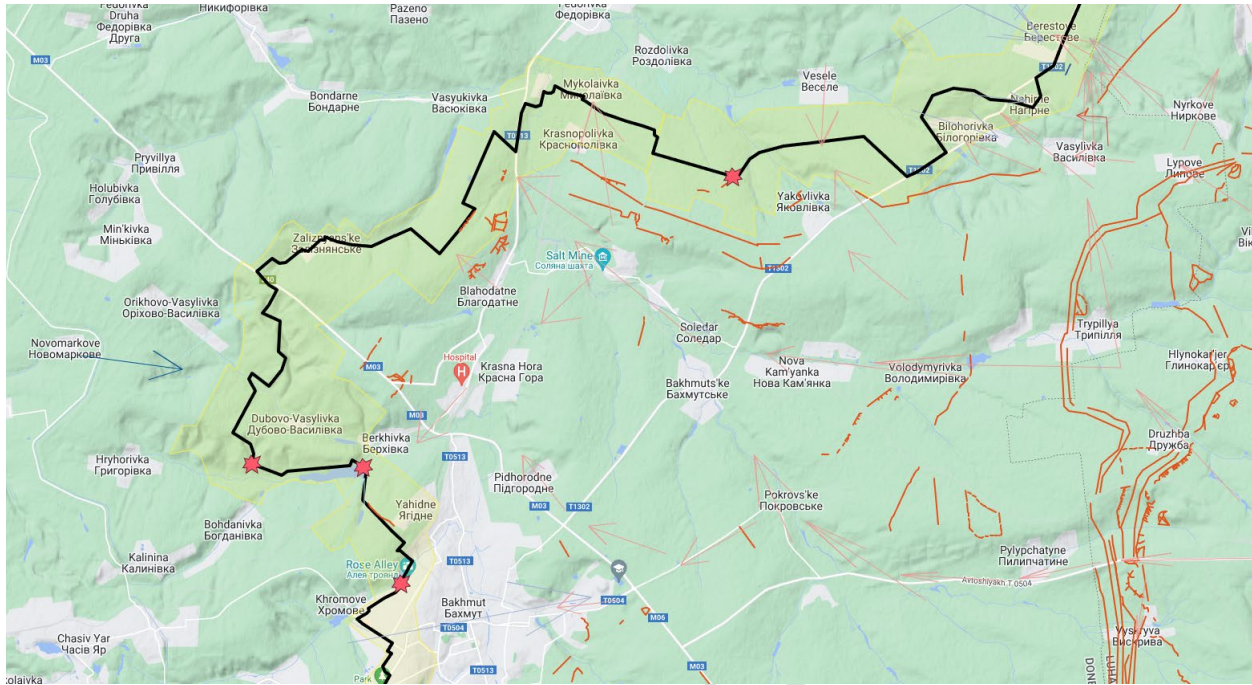 Fedorivka
Druha
Федорівка
Друга
Никифорівка
Pazeno
Пазено
Fedorivka
Федорівка
Berestove
Берестове
M03
Rozdolivka
Роздолівка
T1302
Mykolaivka
Миколаївка
Vesele
Веселе
Bondarne
Бондарне
Vasyukivka
Васюківка
Nahirne
Нагірне
Nyrkove
Ниркове
T0513
Krasnopolivka
Краснополівка
Bilohorivka
Білогорівка
Vasylivka
Василівка
Pryvillya
Привілля
Lypove
Липове
T1302
Holubivka
Голубівка
Yakovlivka
Яковлівка
Min'kivka
Міньківка
Salt Mine
Соляна шахта
T1302
Blahodatne
Благодатне
Orikhovo-Vasylivka
Оріхово-Василівка
Soledar
Соледар
Trypillya
Трипілля
Novomarkove
Новомаркове
Hospital
M03
Krasna Hora
Красна Гора
Nova
Kam'yanka
Нова Кам'янка
Volodymyrivka
Володимирівка
Bakhmuts'ke
Бахмутське
M03
Dubovo-Vasylivka
Дубово-Василівка
Berkhivka
Берхівка
Druzhba
Дружба
Hryhorivka
Григорівка
T0513
Pidhorodne
Підгородне
Pokrovs'ke
Покровське
M03
T1302
Yahidne
Ягідне
Bohdanivka
Богданівка
Kalinina
Калинівка
T0513
Pylypchatyne
Пилипчатине
Rose Alley
Алея троянд
Avtoshlyakh T 0504
Khromove
Хромове
Bakhmut
Бахмут
T0504
M06
T0504
Chasiv Yar
Часів Яр
T0513
M03
Park